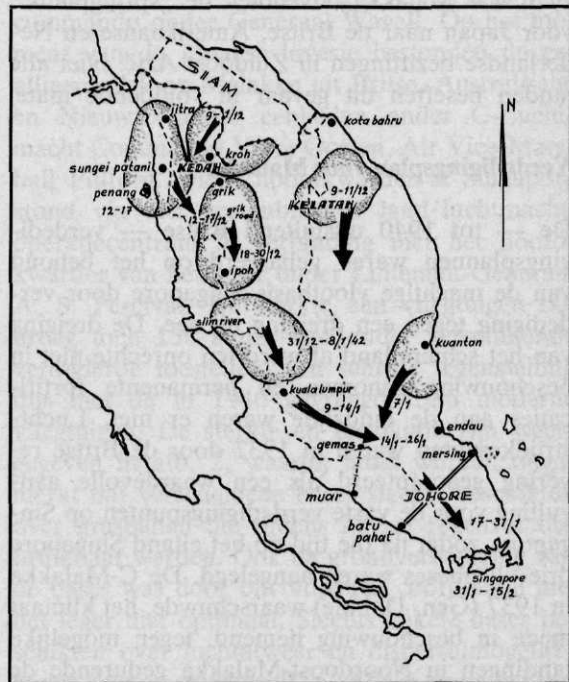 SIAM
N
jitra
9-7/12
kota bahru
KEDAH
kroh
sungei patani
penang
grik
9-11/12
KELATAN
12-17
12-17/12
grik
road
18-30/12
ipoh
slim river
31/12-8/1/42
kuantan
kuala lumpur
7/1
9-14/1
endau
gemas
14/1-26/1
mersing
muar
JOHORE
batu
pahat
17-31/1
singapore
31/1-15/2